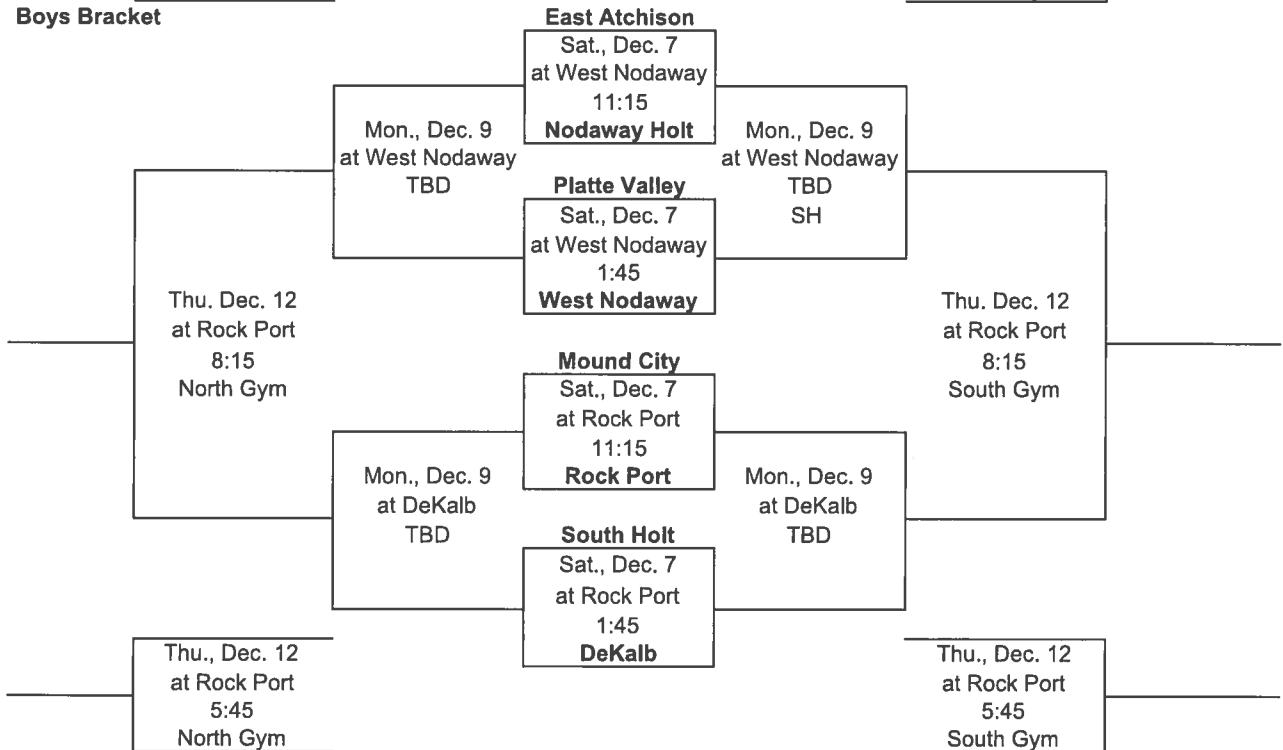 Boys Bracket
East Atchison
Sat., Dec. 7
at West Nodaway
11:15
Nodaway Holt
Mon., Dec. 9
at West Nodaway
TBD
Mon., Dec. 9
at West Nodaway
TBD
SH
Platte Valley
Sat., Dec. 7
at West Nodaway
1:45
West Nodaway
Thu. Dec. 12
at Rock Port
8:15
North Gym
Thu. Dec. 12
at Rock Port
8:15
South Gym
Mound City
Sat., Dec. 7
at Rock Port
11:15
Rock Port
Mon., Dec. 9
at DeKalb
TBD
Mon., Dec. 9
at DeKalb
TBD
South Holt
Sat., Dec. 7
at Rock Port
1:45
DeKalb
Thu., Dec. 12
at Rock Port
5:45
North Gym
Thu., Dec. 12
at Rock Port
5:45
South Gym